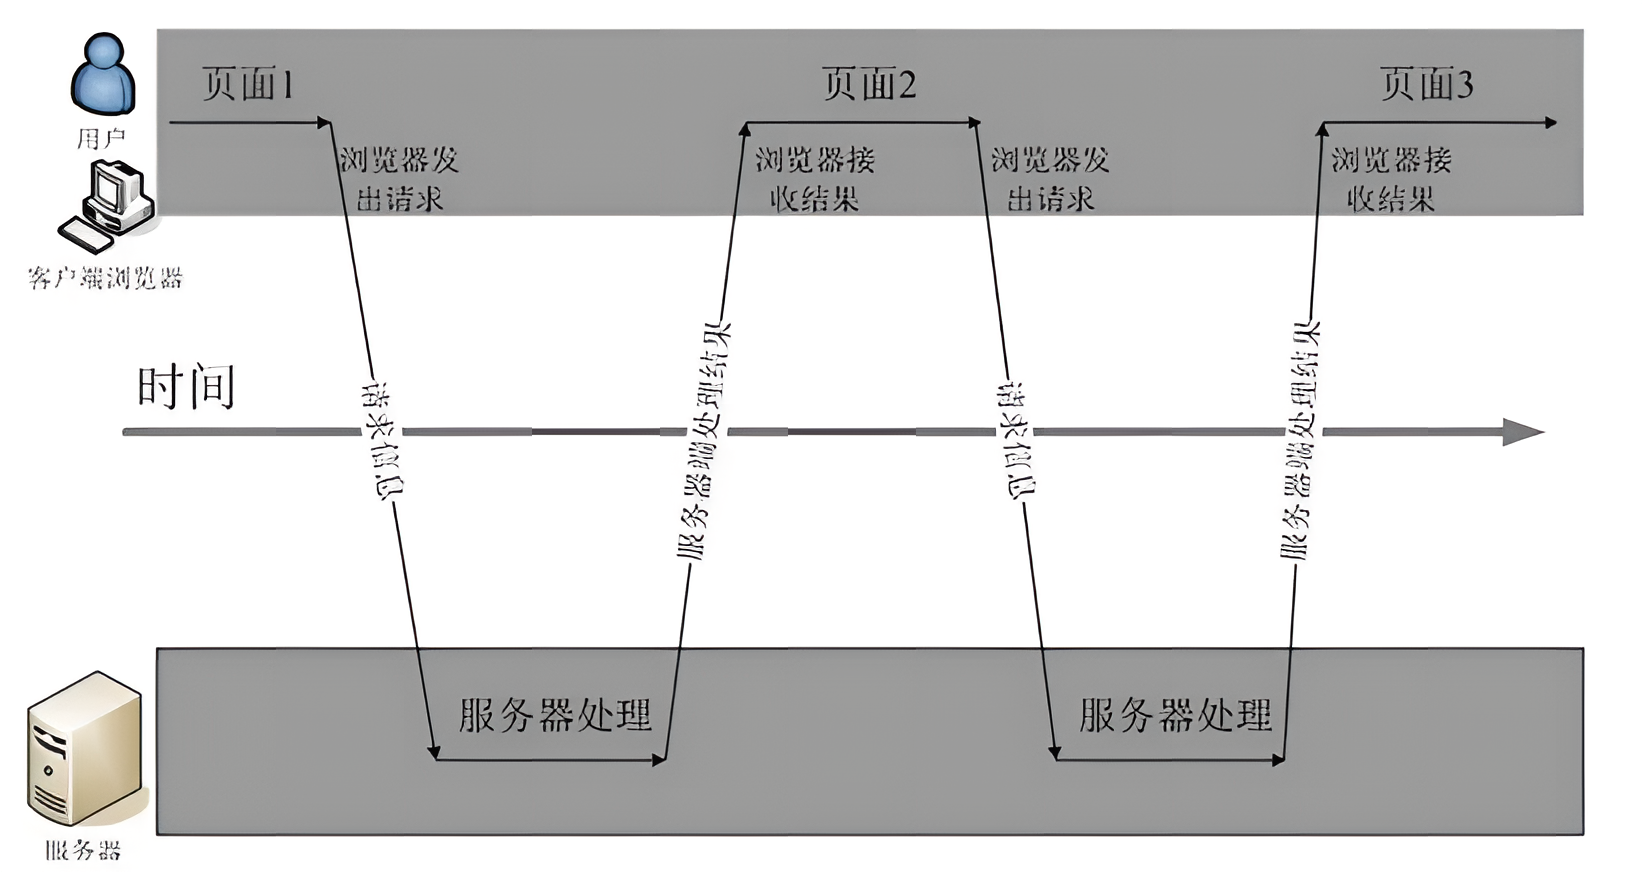 页面1
页面2
页面3
用户
浏览器发
出请求
浏览器接
收结果
浏览器发
出请求
浏览器接
收结果
客户端浏览器
时间
请求信息
服务器端处理结果
请求信息
服务器端处理结果
服务器处理
服务器处理
服务器